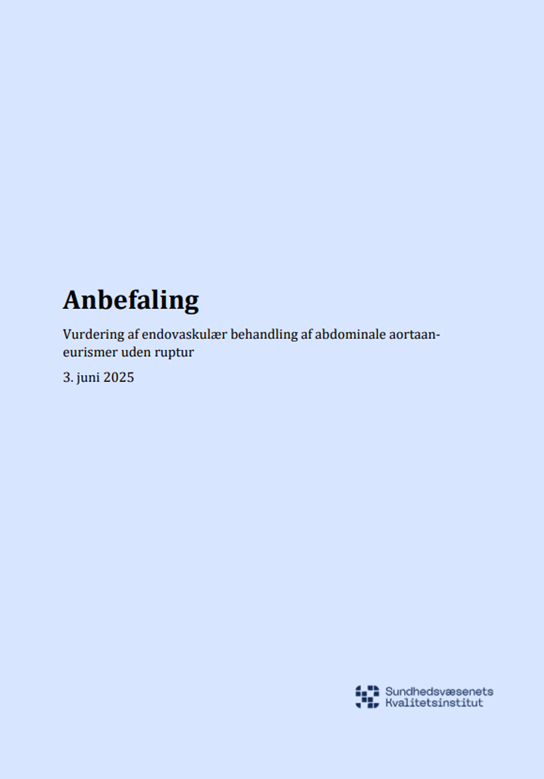 Anbefaling
Vurdering af endovaskulær behandling af abdominale aortaan-
eurismer uden ruptur
3. juni 2025
Sundhedsvæsenets
Kvalitetsinstitut